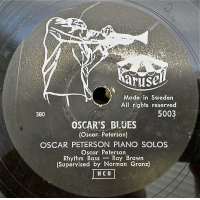 Karusell
Made in Sweden
All rights reserved
380
5003
OSCAR'S BLUES
(Oscar Peterson)
OSCAR PETERSON PIANO SOLOS
Oscar Peterson
Rhythm Bass — Ray Brown
(Supervised by Norman Granz)
NCB